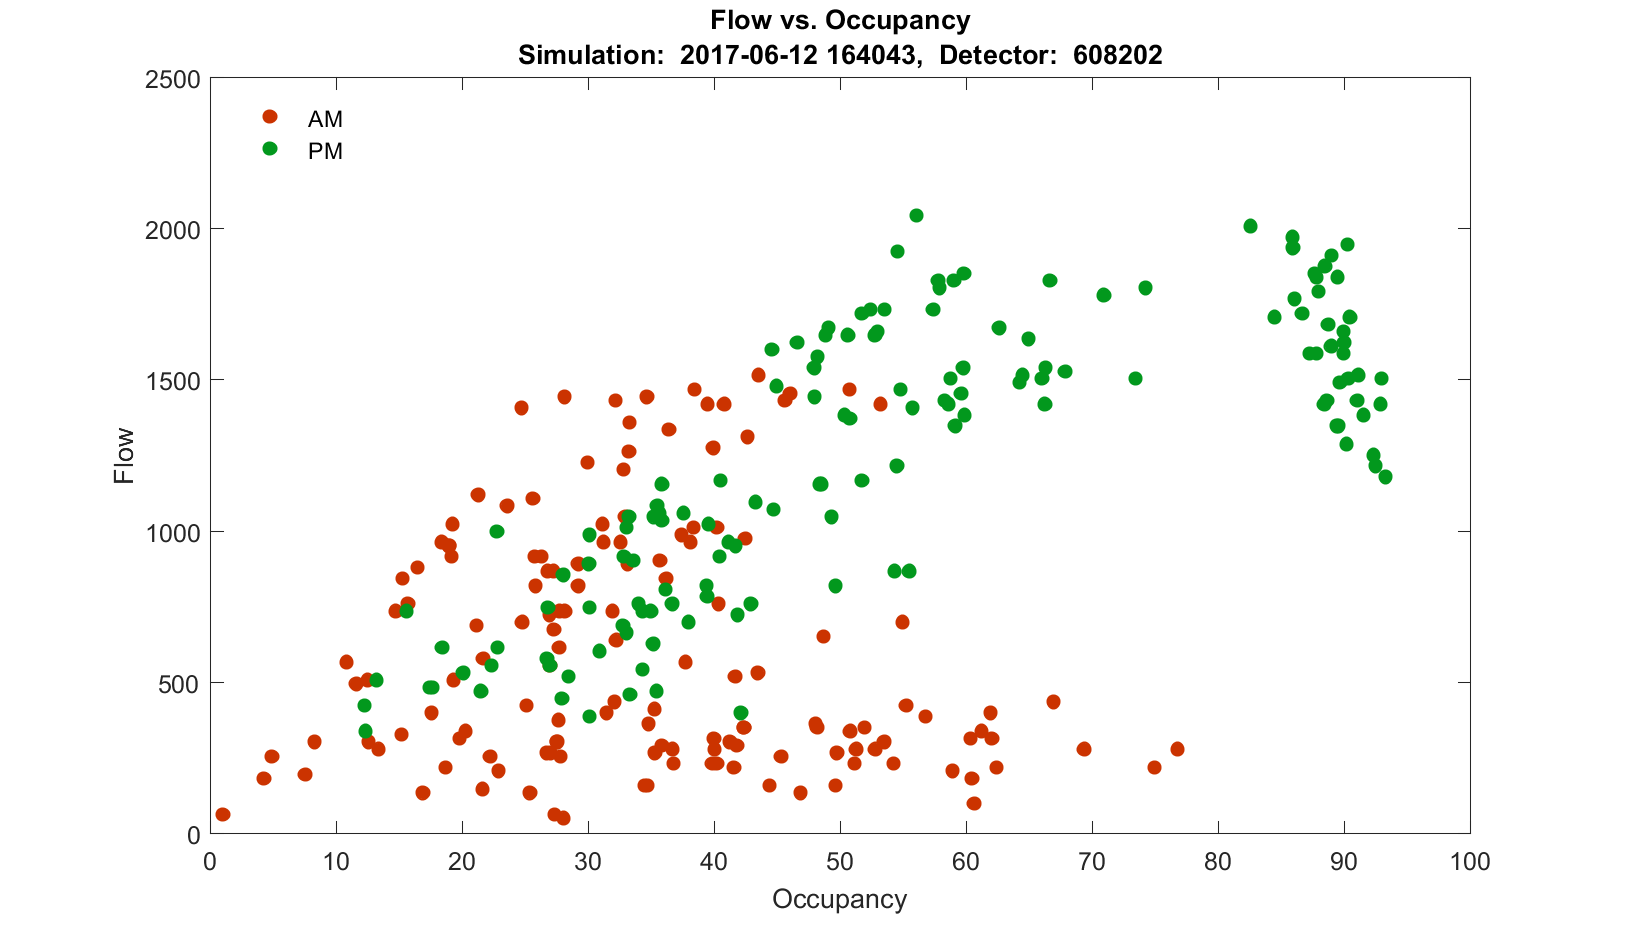 Flow vs. Occupancy
Simulation:  2017-06-12 164043,  Detector:  608202
2500
AM
PM
2000
1500
Flow
1000
500
0
0 10 20 30 40 50 60 70 80 90 100
Occupancy